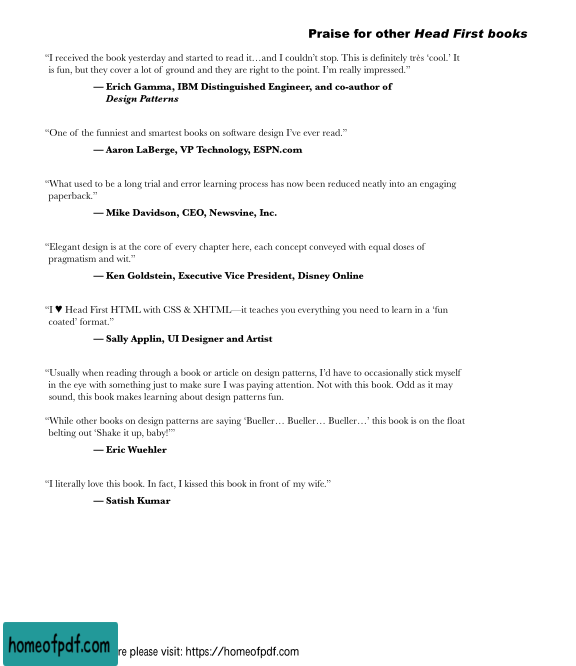 Praise for other Head First books
“I received the book yesterday and started to read it…and I couldn’t stop. This is definitely très ‘cool.’ It
is fun, but they cover a lot of ground and they are right to the point. I’m really impressed.”
— Erich Gamma, IBM Distinguished Engineer, and co-author of
Design Patterns
“One of the funniest and smartest books on software design I’ve ever read.”
— Aaron LaBerge, VP Technology, ESPN.com
“What used to be a long trial and error learning process has now been reduced neatly into an engaging
paperback.”
— Mike Davidson, CEO, Newsvine, Inc.
“Elegant design is at the core of every chapter here, each concept conveyed with equal doses of
pragmatism and wit.”
— Ken Goldstein, Executive Vice President, Disney Online
“I ♥ Head First HTML with CSS & XHTML—it teaches you everything you need to learn in a ‘fun
coated’ format.”
— Sally Applin, UI Designer and Artist
“Usually when reading through a book or article on design patterns, I’d have to occasionally stick myself
in the eye with something just to make sure I was paying attention. Not with this book. Odd as it may
sound, this book makes learning about design patterns fun.
“While other books on design patterns are saying ‘Bueller… Bueller… Bueller…’ this book is on the float
belting out ‘Shake it up, baby!’”
— Eric Wuehler
“I literally love this book. In fact, I kissed this book in front of my wife.”
— Satish Kumar
homeofpdf.com re please visit: https://homeofpdf.com